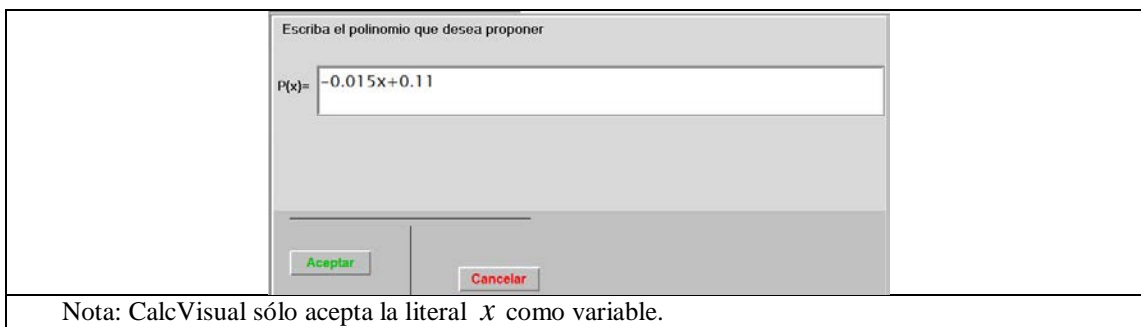 Escriba el polinomio que desea proponer
P(x)= -0.015x+0.11
Aceptar
Cancelar
Nota: CalcVisual sólo acepta la literal x como variable.